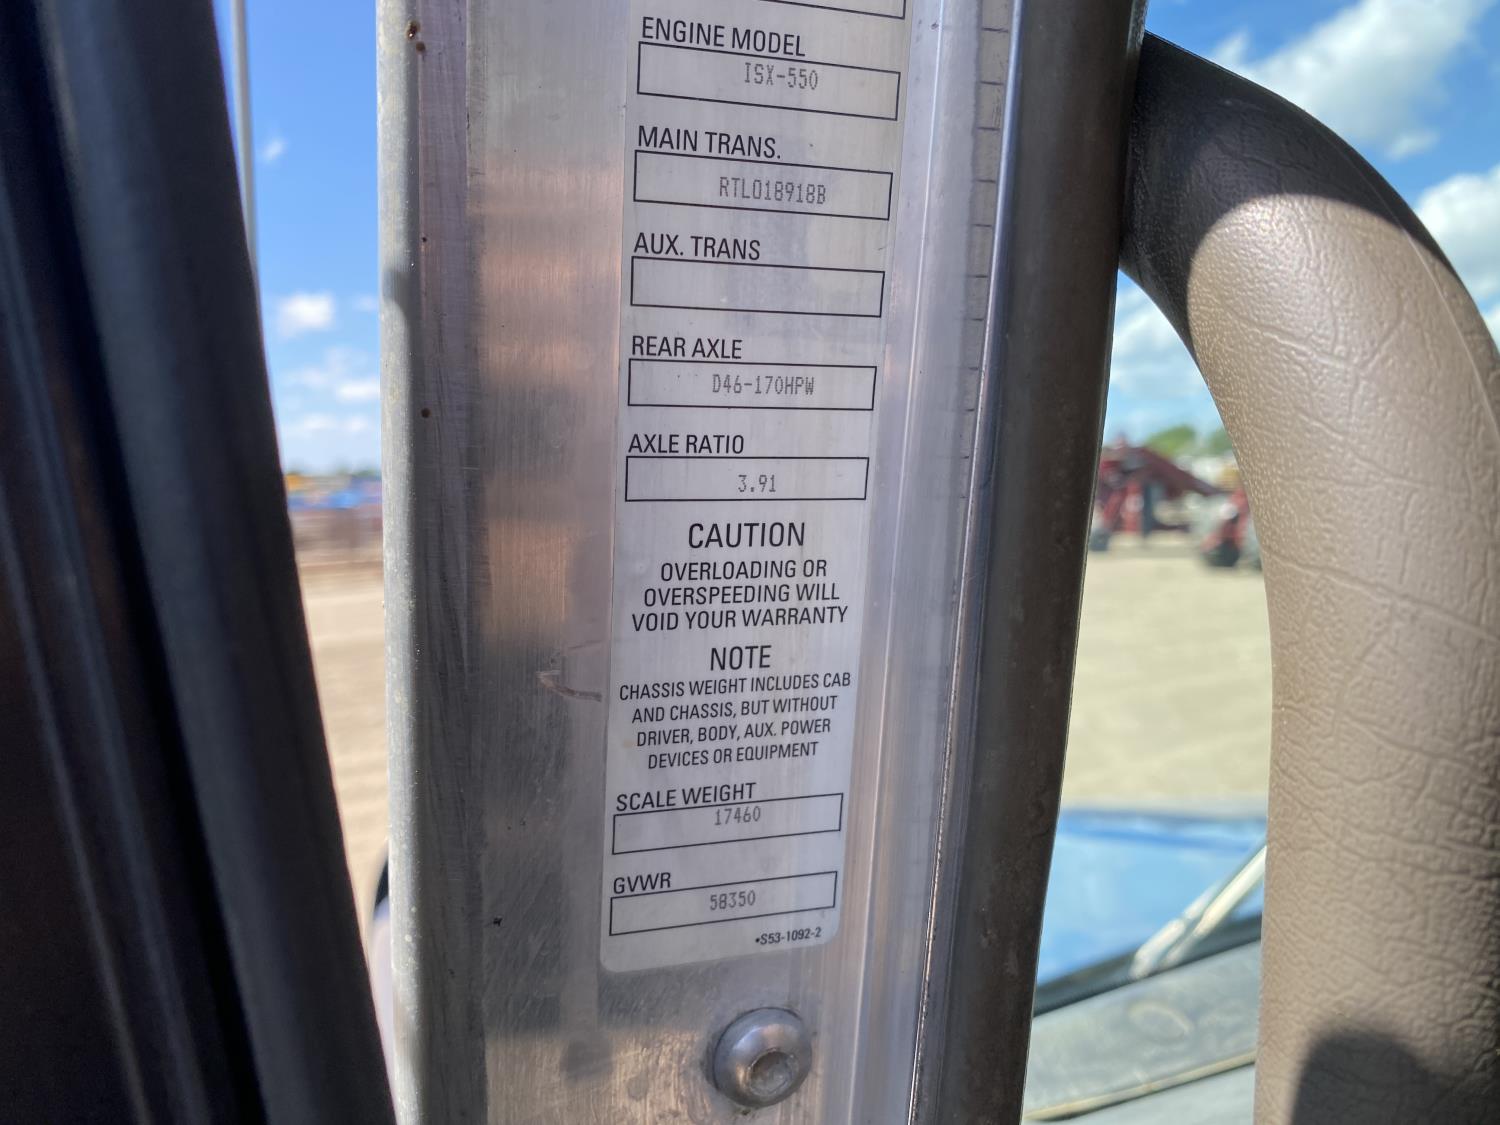 ENGINE MODEL
ISX-550
MAIN TRANS.
RTLO18918B
AUX. TRANS
REAR AXLE
D46-170HPW
AXLE RATIO
3.91
CAUTION
OVERLOADING OR
OVERSPEEDING WILL
VOID YOUR WARRANTY
NOTE
CHASSIS WEIGHT INCLUDES CAB
AND CHASSIS, BUT WITHOUT
DRIVER, BODY, AUX. POWER
DEVICES OR EQUIPMENT
SCALE WEIGHT
17460
GVWR
58350
•S53-1092-2